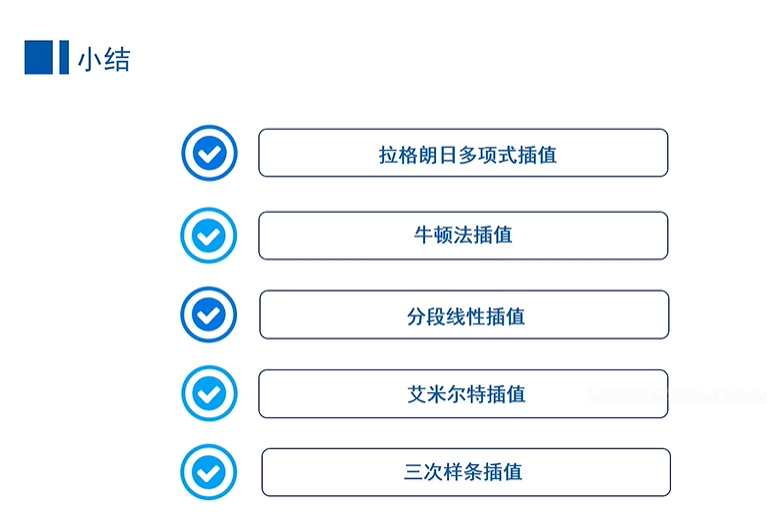 小结
拉格朗日多项式插值
牛顿法插值
分段线性插值
艾米尔特插值
三次样条插值